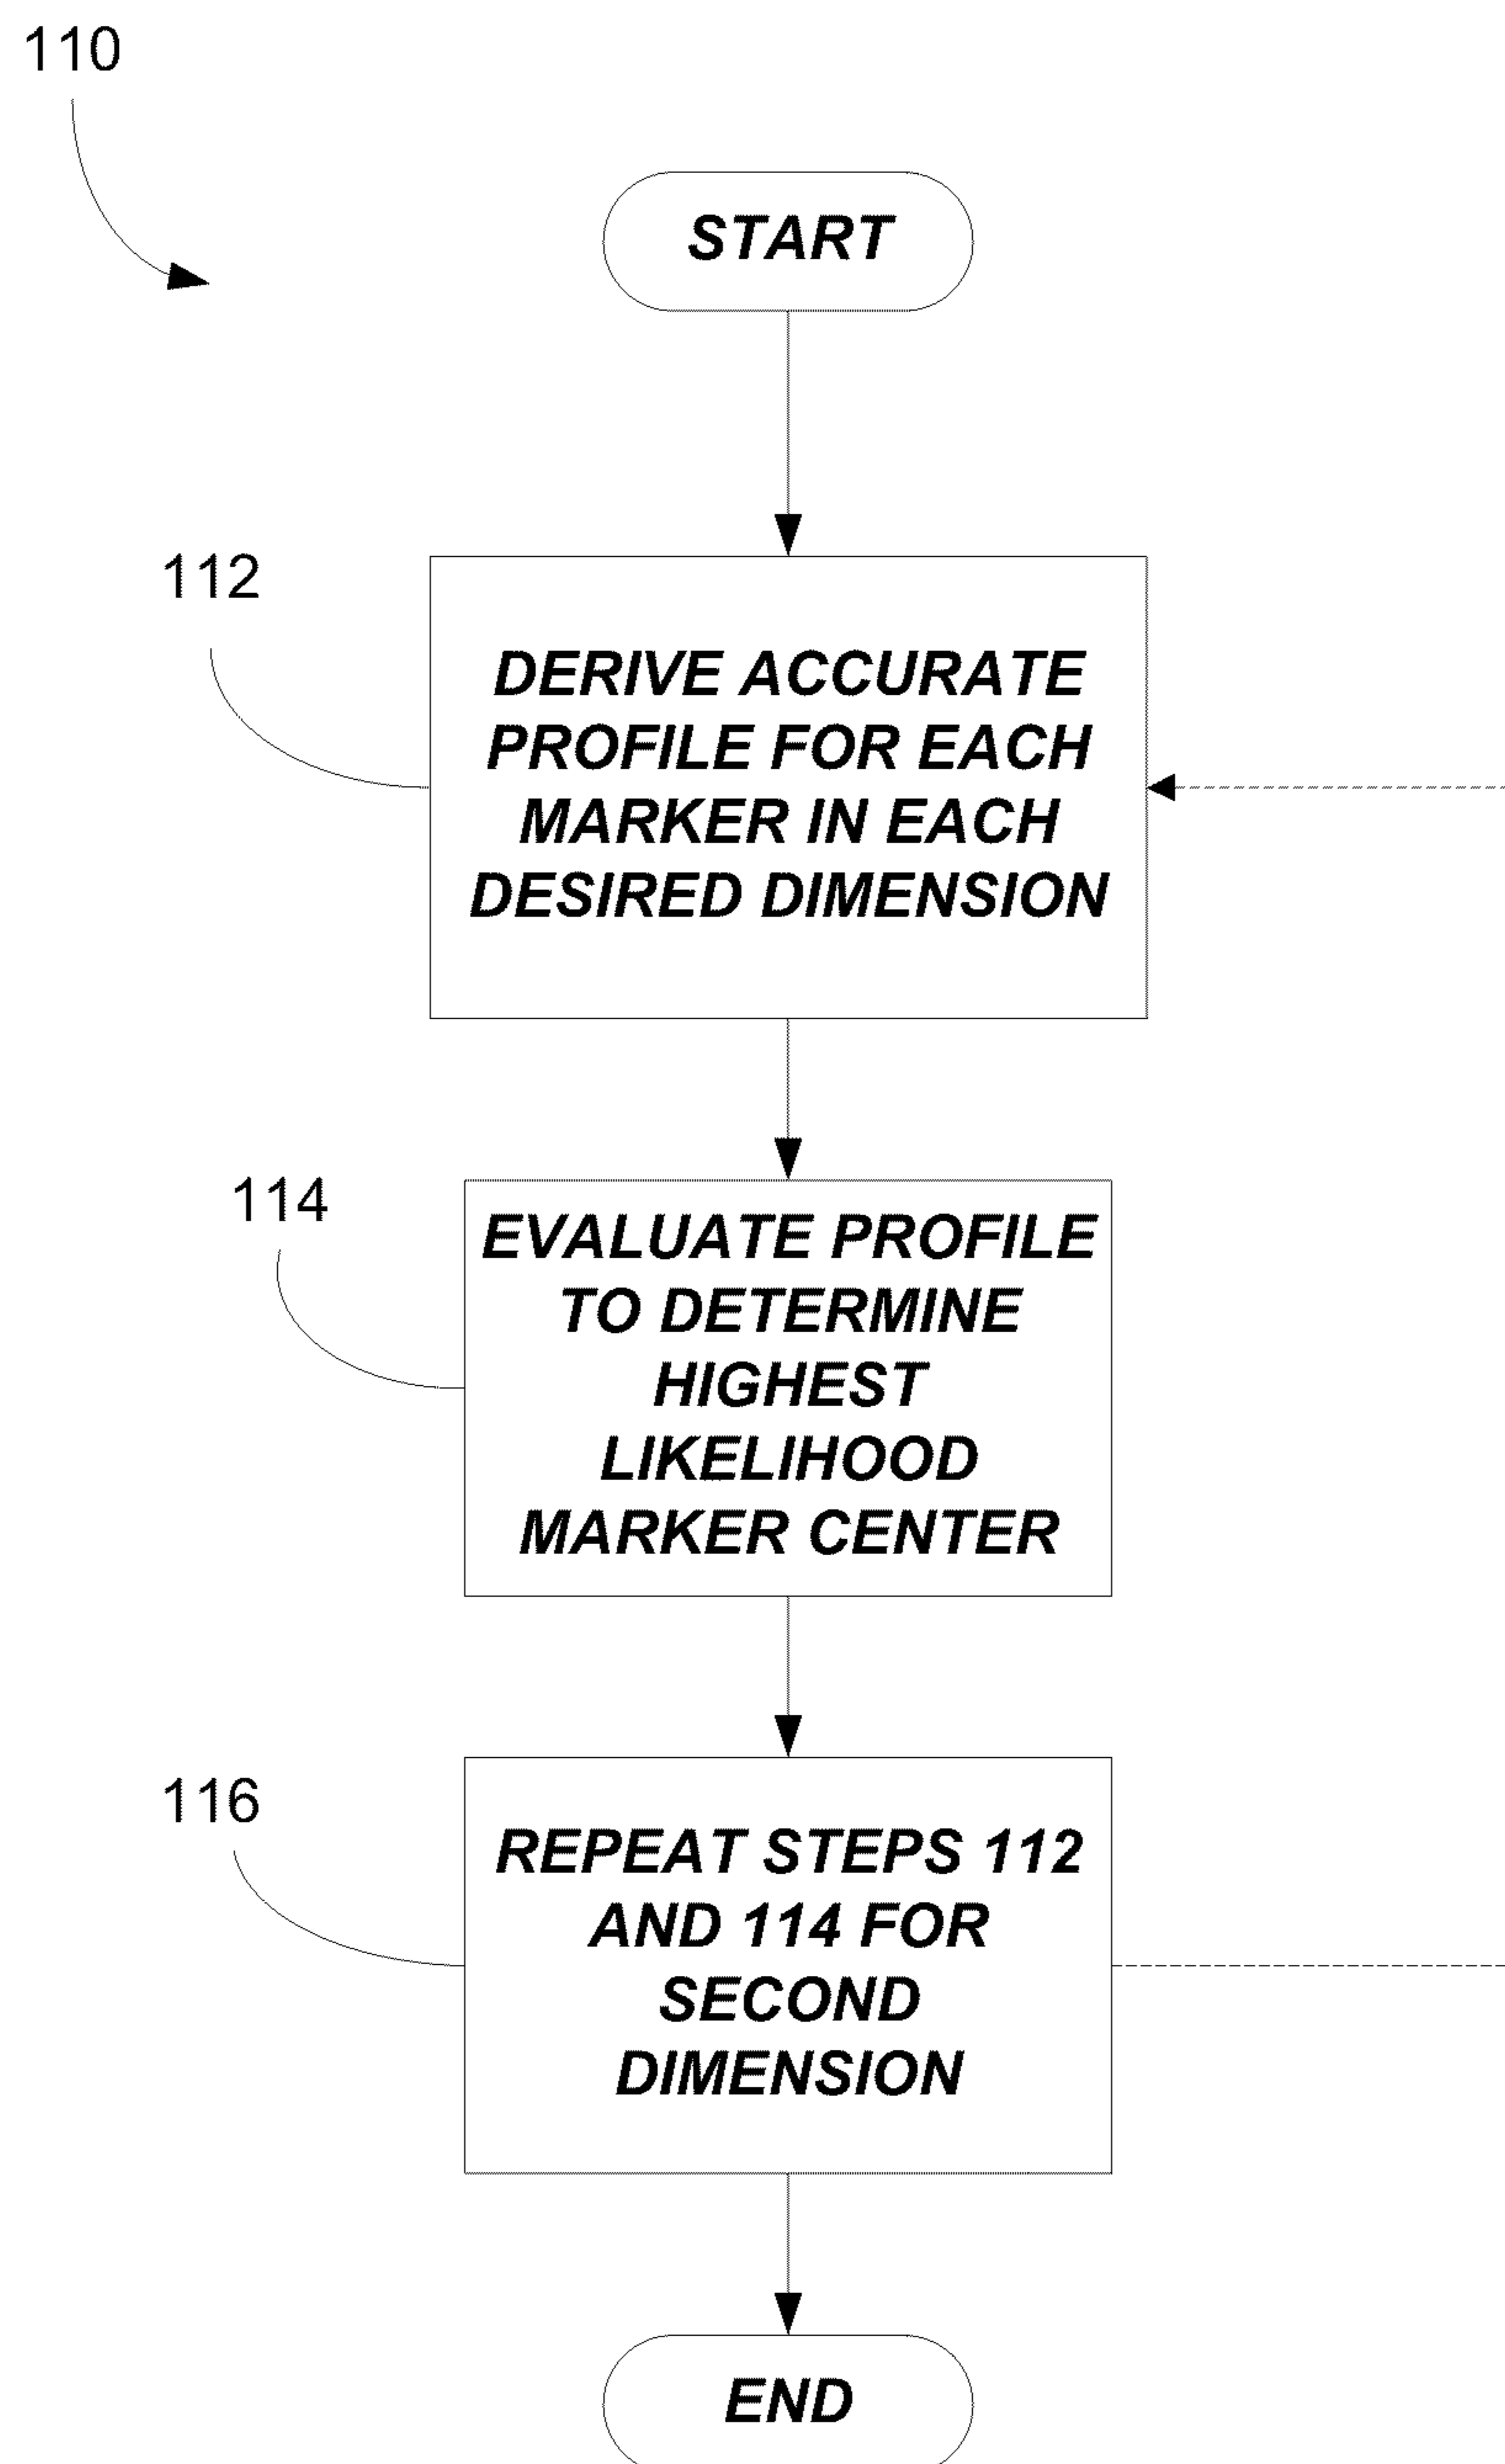 110
START
112
DERIVE ACCURATE
PROFILE FOR EACH
MARKER IN EACH
DESIRED DIMENSION
114
EVALUATE PROFILE
TO DETERMINE
HIGHEST
LIKELIHOOD
MARKER CENTER
116
REPEAT STEPS 112
AND 114 FOR
SECOND
DIMENSION
END